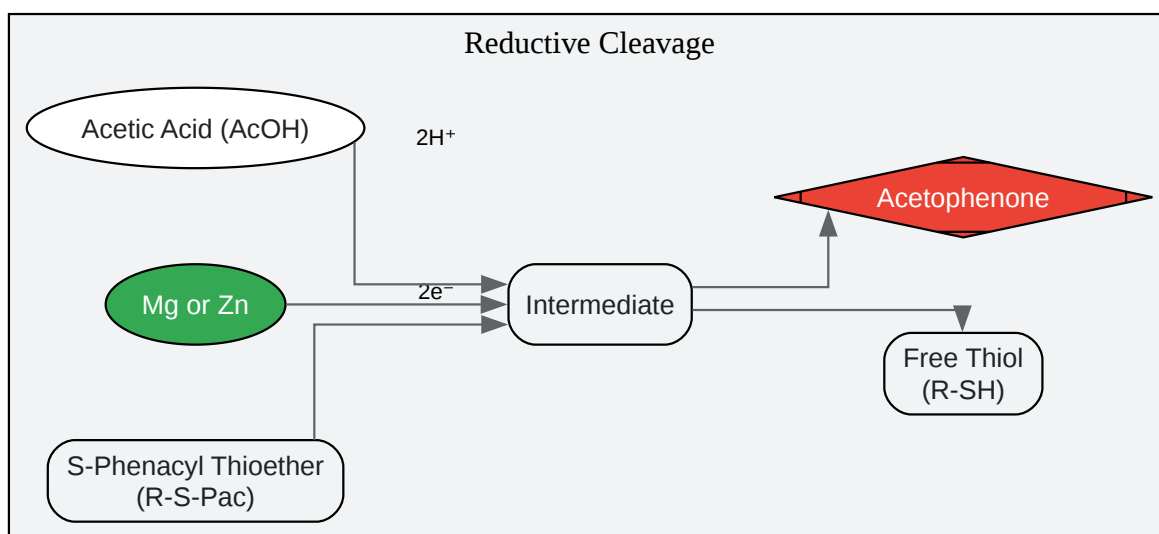 Reductive Cleavage
Acetic Acid (AcOH)
2H⁺
Acetophenone
Mg or Zn
2e⁻
Intermediate
Free Thiol
(R-SH)
S-Phenacyl Thioether
(R-S-Pac)